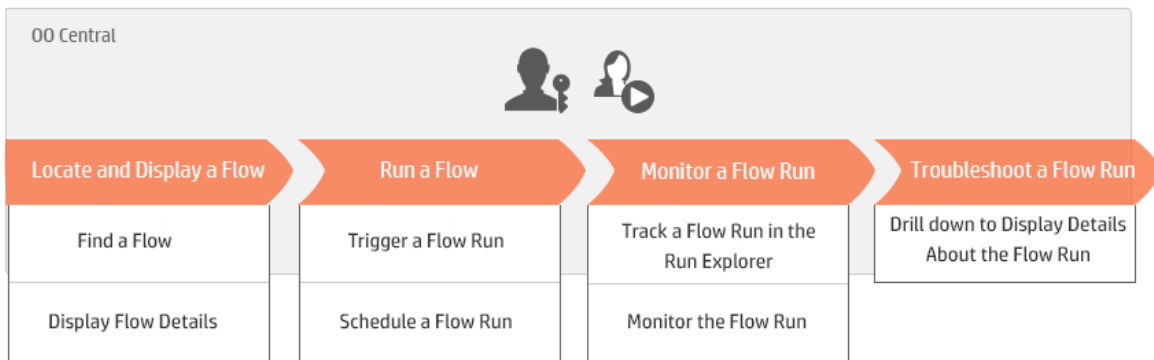 OO Central
Locate and Display a Flow
Run a Flow
Monitor a Flow Run
Troubleshoot a Flow Run
Find a Flow
Trigger a Flow Run
Track a Flow Run in the
Run Explorer
Drill down to Display Details
About the Flow Run
Display Flow Details
Schedule a Flow Run
Monitor the Flow Run